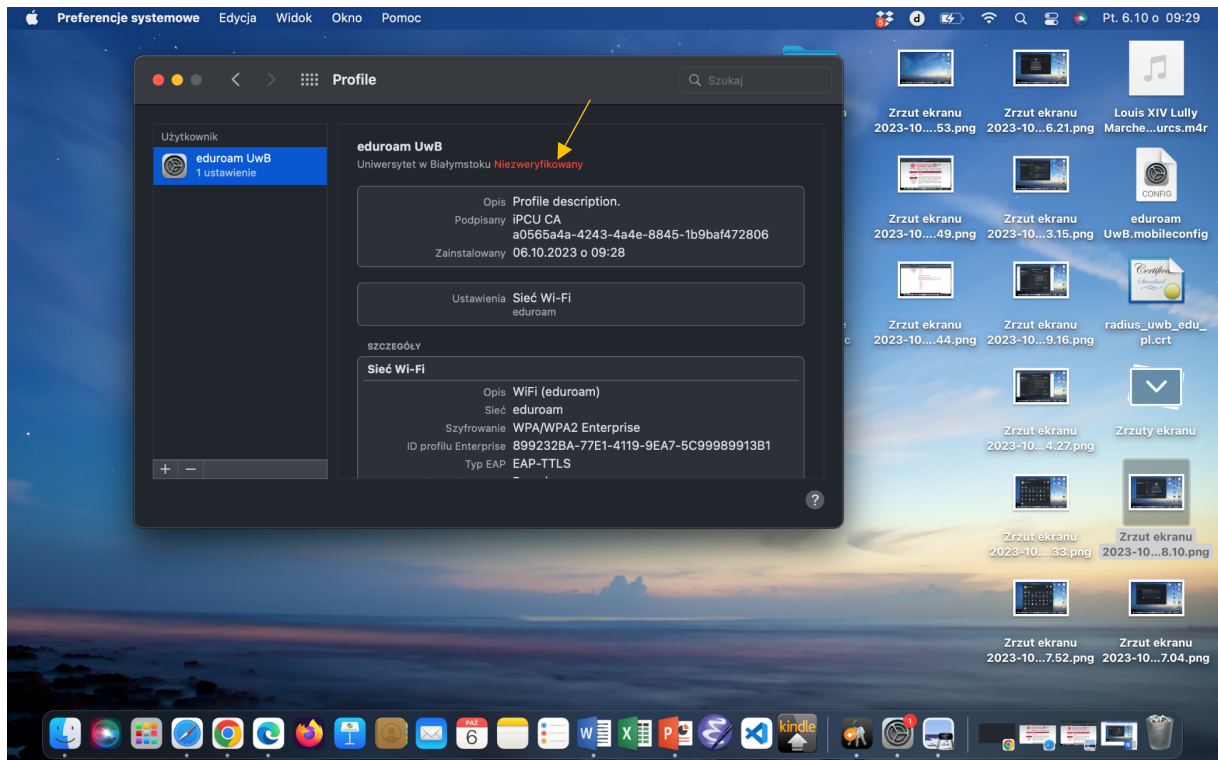 Preferencje systemowe Edycja Widok Okno Pomoc
5 d Pt. 6.10 o 09:29
Profile
Szukaj
Użytkownik
eduroam UwB
1 ustawienie
eduroam UwB
Uniwersytet w Białymstoku Niezweryfikowany
Opis Profile description.
Podpisany iPCU CA
a0565a4a-4243-4a4e-8845-1b9baf472806
Zainstalowany 06.10.2023 o 09:28
Ustawienia Sieć Wi-Fi
eduroam
SZCZEGÓŁY
Sieć Wi-Fi
Opis WiFi (eduroam)
Sieć eduroam
Szyfrowanie WPA/WPA2 Enterprise
ID profilu Enterprise 899232BA-77E1-4119-9EA7-5C99989913B1
Typ EAP EAP-TTLS
+ −
?
Zrzut ekranu Zrzut ekranu Louis XIV Lully
2023-10....53.png 2023-10...6.21.png Marche...urcs.m4r
CONFIG
Zrzut ekranu Zrzut ekranu eduroam
2023-10....49.png 2023-10...3.15.png UwB.mobileconfig
Zrzut ekranu Zrzut ekranu radius_uwb_edu_
2023-10....44.png 2023-10...9.16.png pl.crt
Zrzut ekranu Zrzuty ekranu
2023-10...4.27.png
Zrzut ekranu Zrzut ekranu
2023-10....33.png 2023-10...8.10.png
Zrzut ekranu Zrzut ekranu
2023-10...7.52.png 2023-10...7.04.png
PAŹ
6
W X P kindle 1